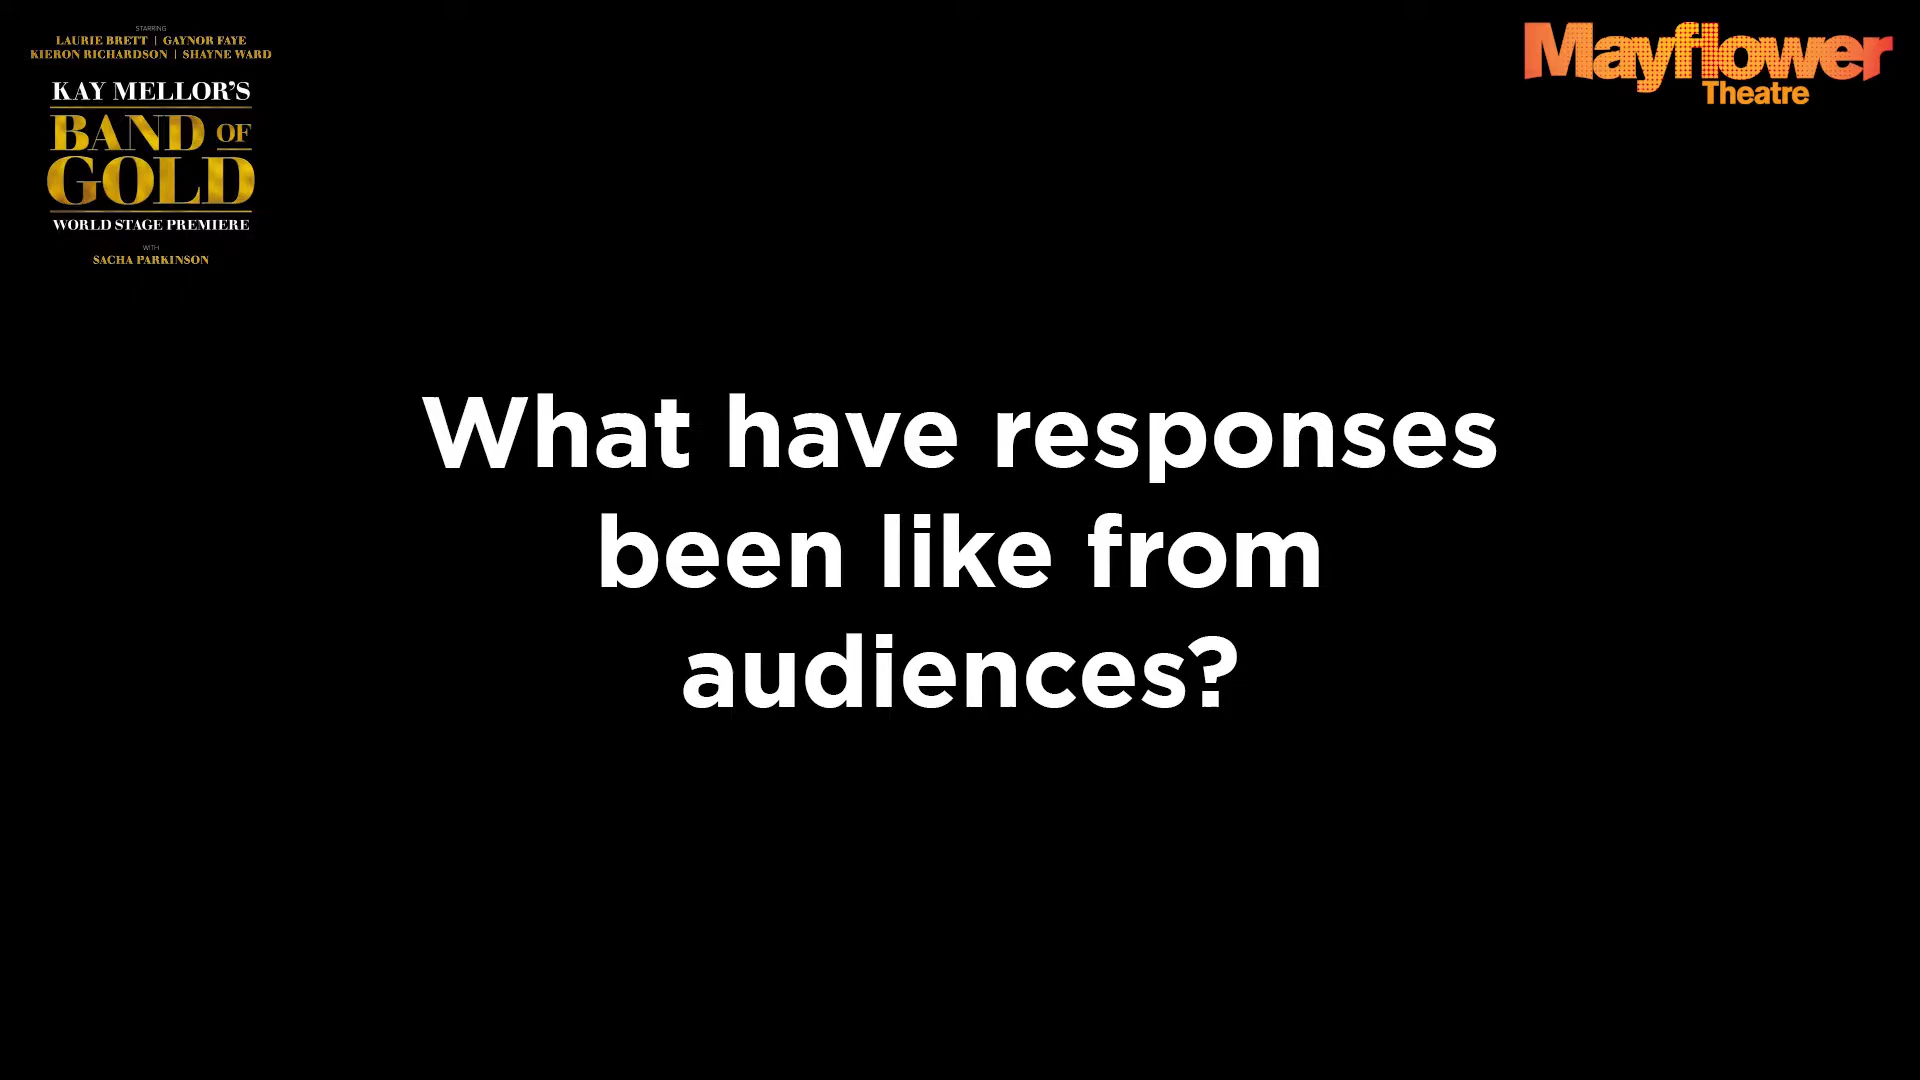 STARRING
LAURIE BRETT | GAYNOR FAYE
KIERON RICHARDSON | SHAYNE WARD
KAY MELLOR'S
BAND OF
GOLD
WORLD STAGE PREMIERE
WITH
SACHA PARKINSON
Mayflower
Theatre
What have responses
been like from
audiences?